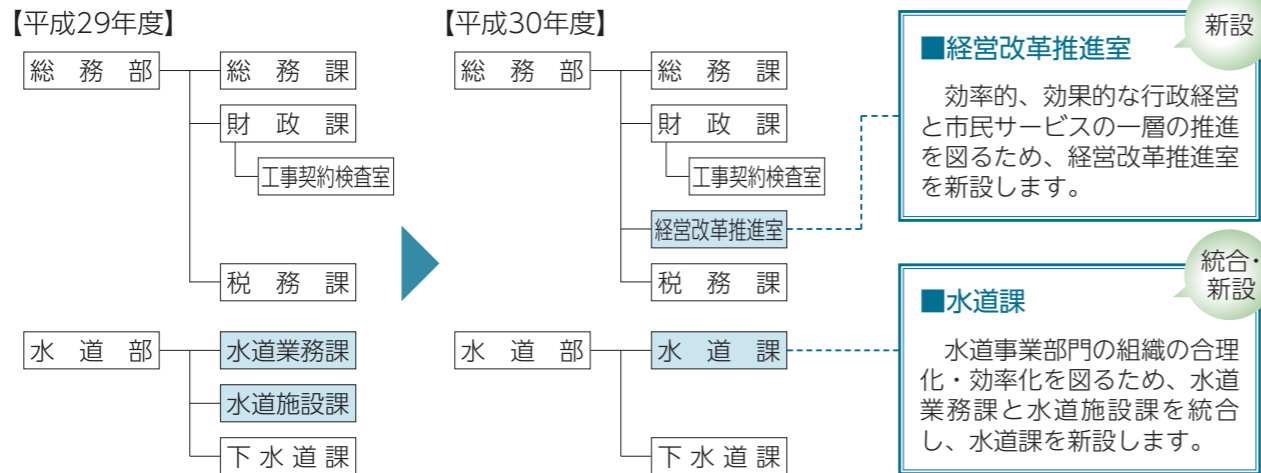 【平成29年度】
総務部
総務課
財政課
工事契約検査室
税務課
水道部
水道業務課
水道施設課
下水道課
【平成30年度】
総務部
総務課
財政課
工事契約検査室
経営改革推進室
税務課
水道部
水道課
下水道課
新設
■経営改革推進室
効率的、効果的な行政経営
と市民サービスの一層の推進
を図るため、経営改革推進室
を新設します。
統合・
新設
■水道課
水道事業部門の組織の合理
化・効率化を図るため、水道
業務課と水道施設課を統合
し、水道課を新設します。